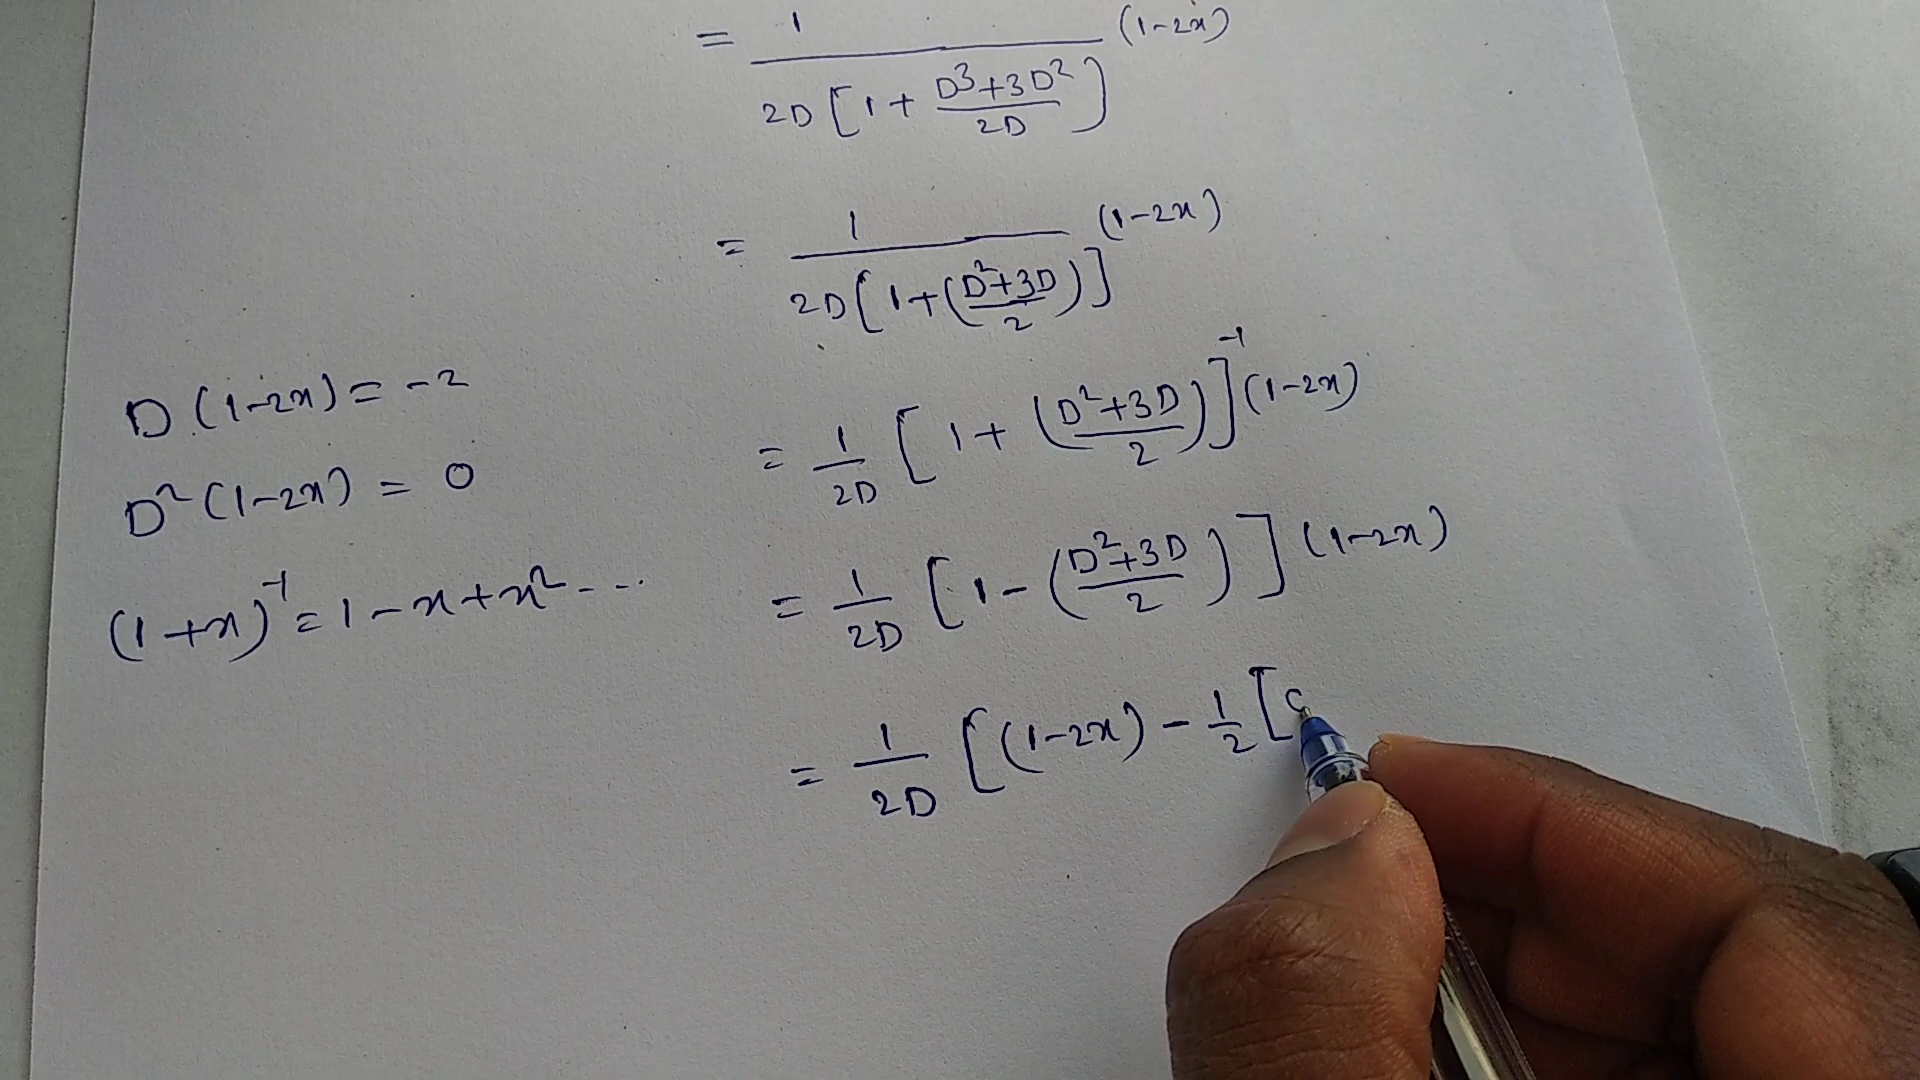 = 1 / 2D [1 + (D³+3D²)/2D] (1-2x)
= 1 / 2D [1 + ((D²+3D)/2)] (1-2x)
D (1-2x) = -2
D² (1-2x) = 0
(1+x)⁻¹ = 1 - x + x² - ...
= 1/2D [1 + ((D²+3D)/2)]⁻¹ (1-2x)
= 1/2D [1 - ((D²+3D)/2)] (1-2x)
= 1/2D [(1-2x) - 1/2 [